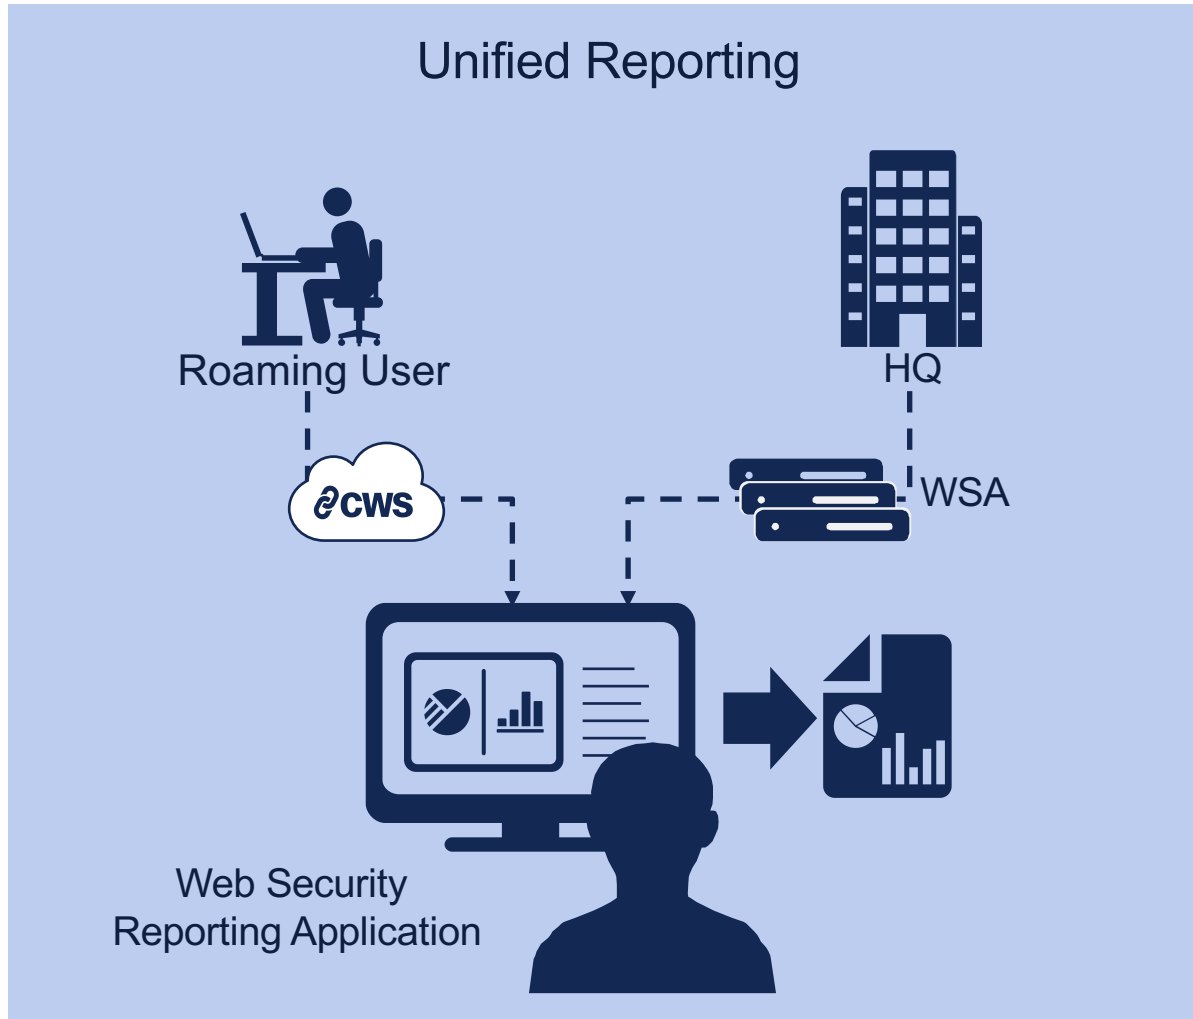 Unified Reporting
Roaming User
HQ
CWS
WSA
Web Security
Reporting Application